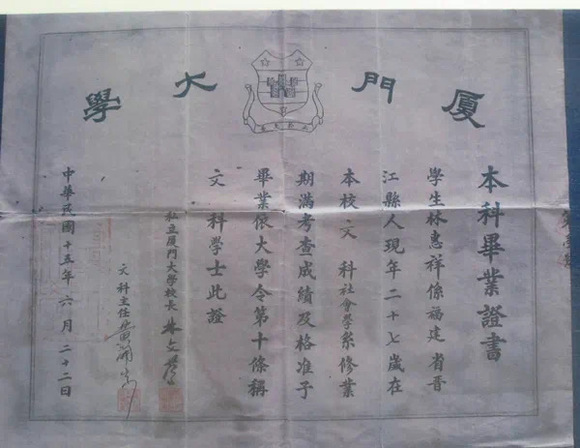 厦門大學
本科畢業證書
學生林惠祥係福建省晋
江縣人現年二十七歲在
本校文科社會學系修業
期滿考查成績及格准予
畢業依大學令第十條稱
文科學士此證
私立厦門大學校長 林文慶
文科主任
中華民國十五年六月二十二日